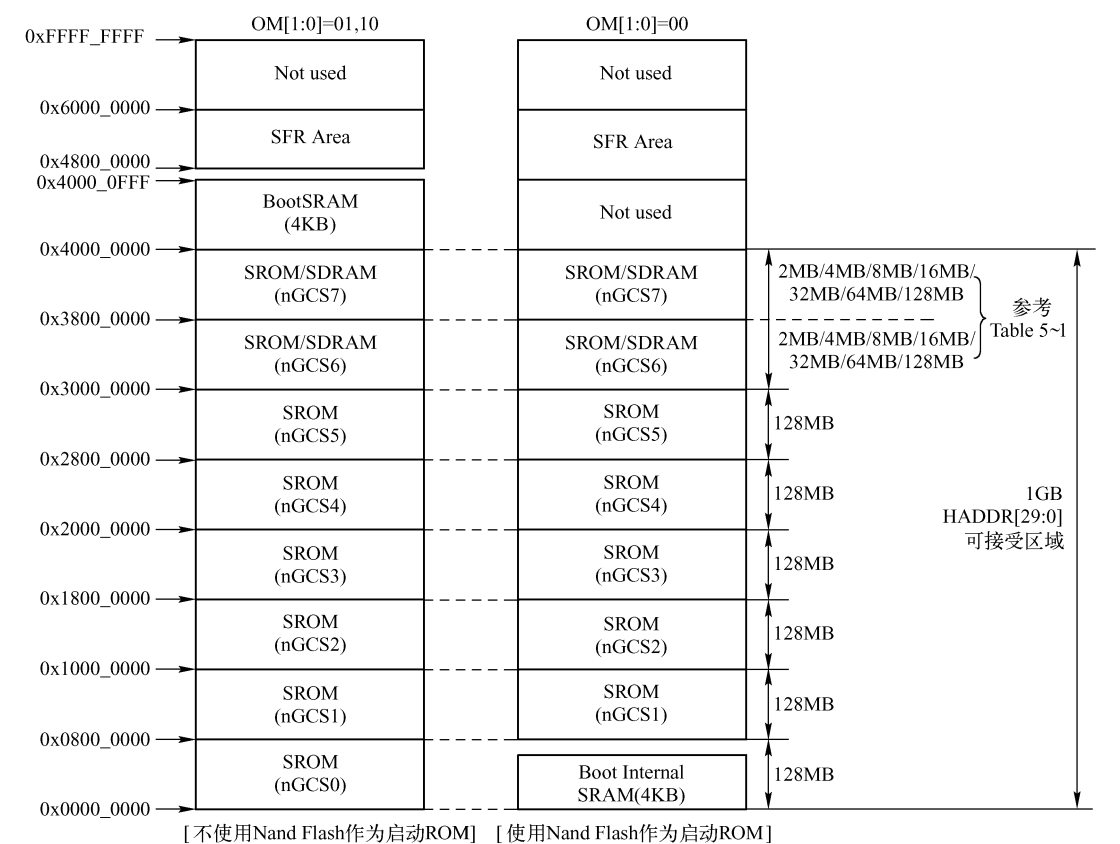 OM[1:0]=01,10
OM[1:0]=00
0xFFFF_FFFF
Not used
Not used
0x6000_0000
SFR Area
SFR Area
0x4800_0000
0x4000_0FFF
BootSRAM
(4KB)
Not used
0x4000_0000
SROM/SDRAM
(nGCS7)
SROM/SDRAM
(nGCS7)
2MB/4MB/8MB/16MB/
32MB/64MB/128MB
参考
Table 5~1
0x3800_0000
SROM/SDRAM
(nGCS6)
SROM/SDRAM
(nGCS6)
2MB/4MB/8MB/16MB/
32MB/64MB/128MB
0x3000_0000
SROM
(nGCS5)
SROM
(nGCS5)
128MB
0x2800_0000
SROM
(nGCS4)
SROM
(nGCS4)
128MB
1GB
HADDR[29:0]
可接受区域
0x2000_0000
SROM
(nGCS3)
SROM
(nGCS3)
128MB
0x1800_0000
SROM
(nGCS2)
SROM
(nGCS2)
128MB
0x1000_0000
SROM
(nGCS1)
SROM
(nGCS1)
128MB
0x0800_0000
SROM
(nGCS0)
Boot Internal
SRAM(4KB)
128MB
0x0000_0000
[不使用Nand Flash作为启动ROM]
[使用Nand Flash作为启动ROM]